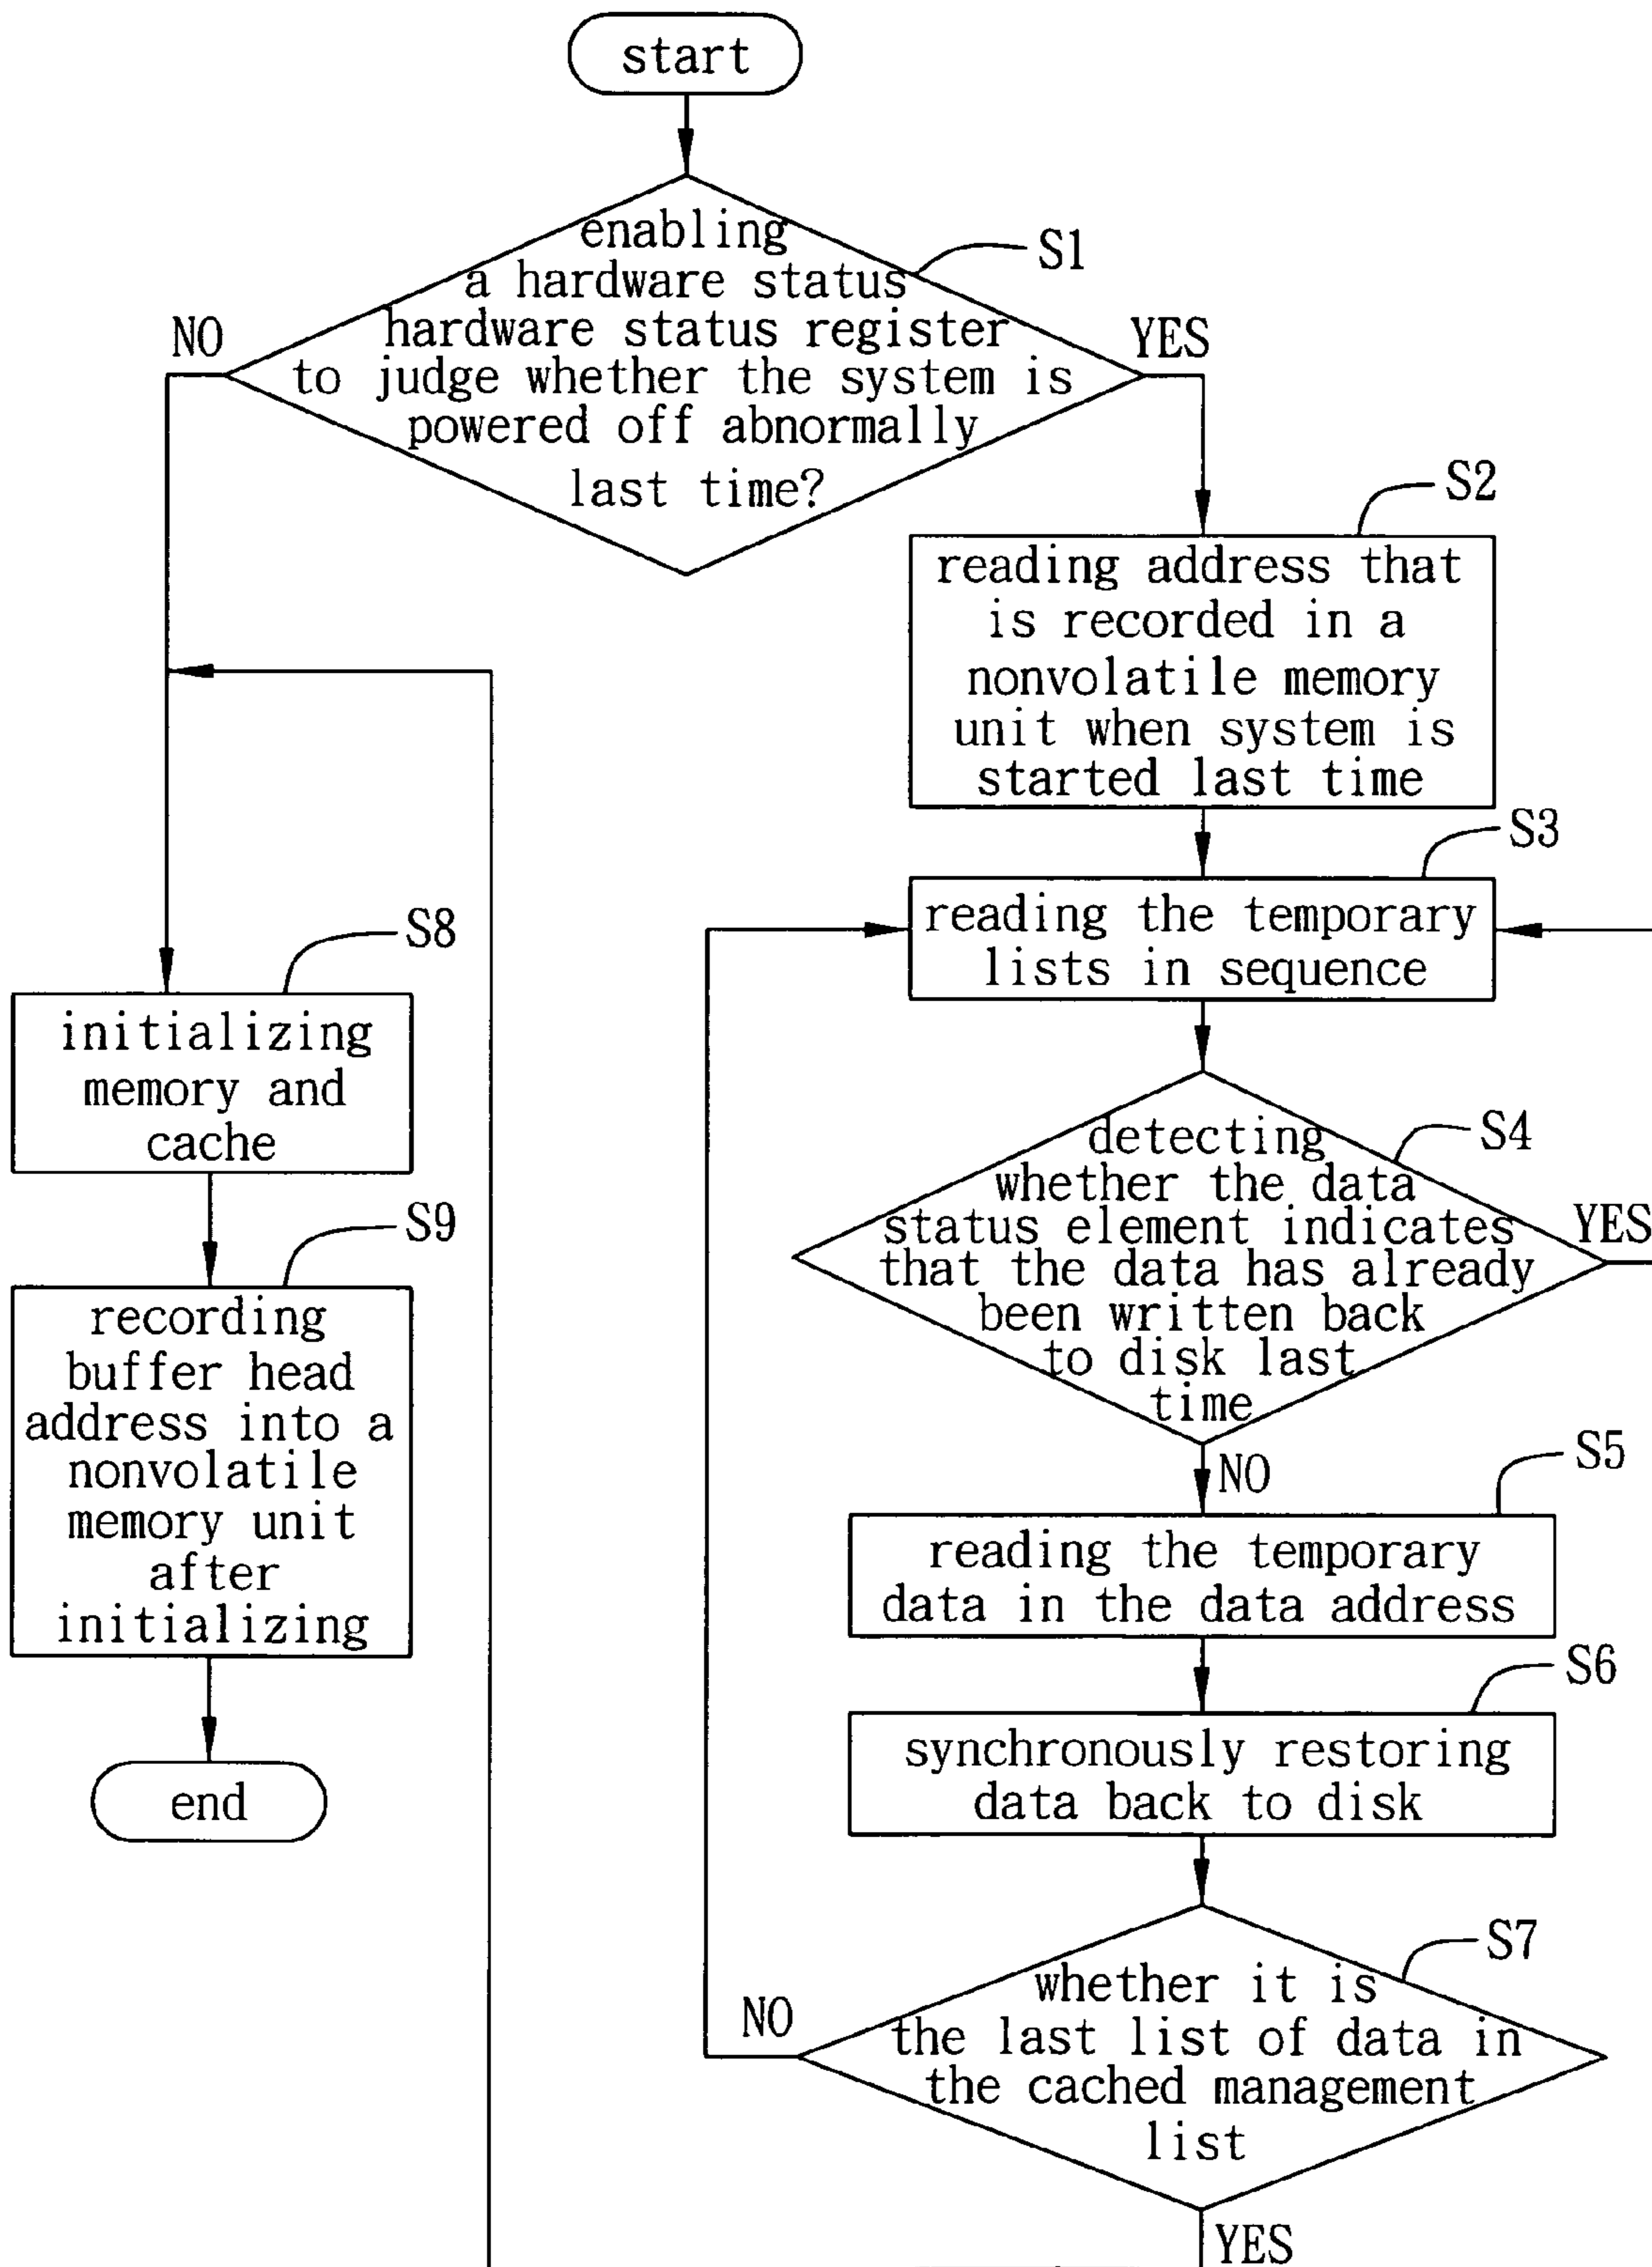 start
enabling
a hardware status
hardware status register
to judge whether the system is
powered off abnormally
last time?
S1
NO
YES
S2
reading address that
is recorded in a
nonvolatile memory
unit when system is
started last time
S3
reading the temporary
lists in sequence
S8
initializing
memory and
cache
S4
detecting
whether the data
status element indicates
that the data has already
been written back
to disk last
time
YES
NO
S9
recording
buffer head
address into a
nonvolatile
memory unit
after
initializing
end
S5
reading the temporary
data in the data address
S6
synchronously restoring
data back to disk
S7
whether it is
the last list of data in
the cached management
list
NO
YES